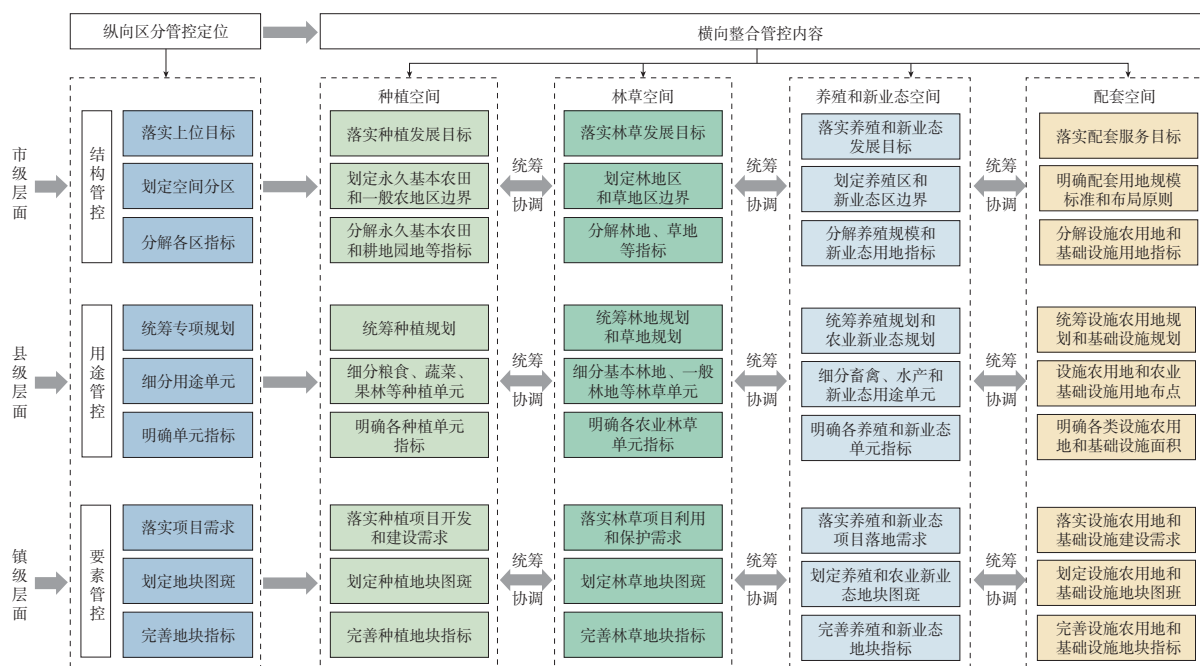 纵向区分管控定位
横向整合管控内容
种植空间
林草空间
养殖和新业态空间
配套空间
市级层面
结构管控
落实上位目标
划定空间分区
分解各区指标
落实种植发展目标
划定永久基本农田
和一般农地区边界
分解永久基本农田
和耕地园地等指标
统筹
协调
落实林草发展目标
划定林地区
和草地区边界
分解林地、草地
等指标
统筹
协调
落实养殖和新业态
发展目标
划定养殖区和
新业态区边界
分解养殖规模和
新业态用地指标
统筹
协调
落实配套服务目标
明确配套用地规模
标准和布局原则
分解设施农用地和
基础设施用地指标
县级层面
用途管控
统筹专项规划
细分用途单元
明确单元指标
统筹种植规划
细分粮食、蔬菜、
果林等种植单元
明确各种植单元
指标
统筹
协调
统筹林地规划
和草地规划
细分基本林地、一般
林地等林草单元
明确各农业林草
单元指标
统筹
协调
统筹养殖规划和
农业新业态规划
细分畜禽、水产和
新业态用途单元
明确各养殖和新业态
单元指标
统筹
协调
统筹设施农用地规
划和基础设施规划
设施农用地和农业
基础设施用地布点
明确各类设施农用
地和基础设施面积
镇级层面
要素管控
落实项目需求
划定地块图斑
完善地块指标
落实种植项目开发
和建设需求
划定种植地块图斑
完善种植地块指标
统筹
协调
落实林草项目利用
和保护需求
划定林草地块图斑
完善林草地块指标
统筹
协调
落实养殖和新业态
项目落地需求
划定养殖和农业新业
态地块图斑
完善养殖和新业态
地块指标
统筹
协调
落实设施农用地和
基础设施建设需求
划定设施农用地和
基础设施地块图班
完善设施农用地和
基础设施地块指标